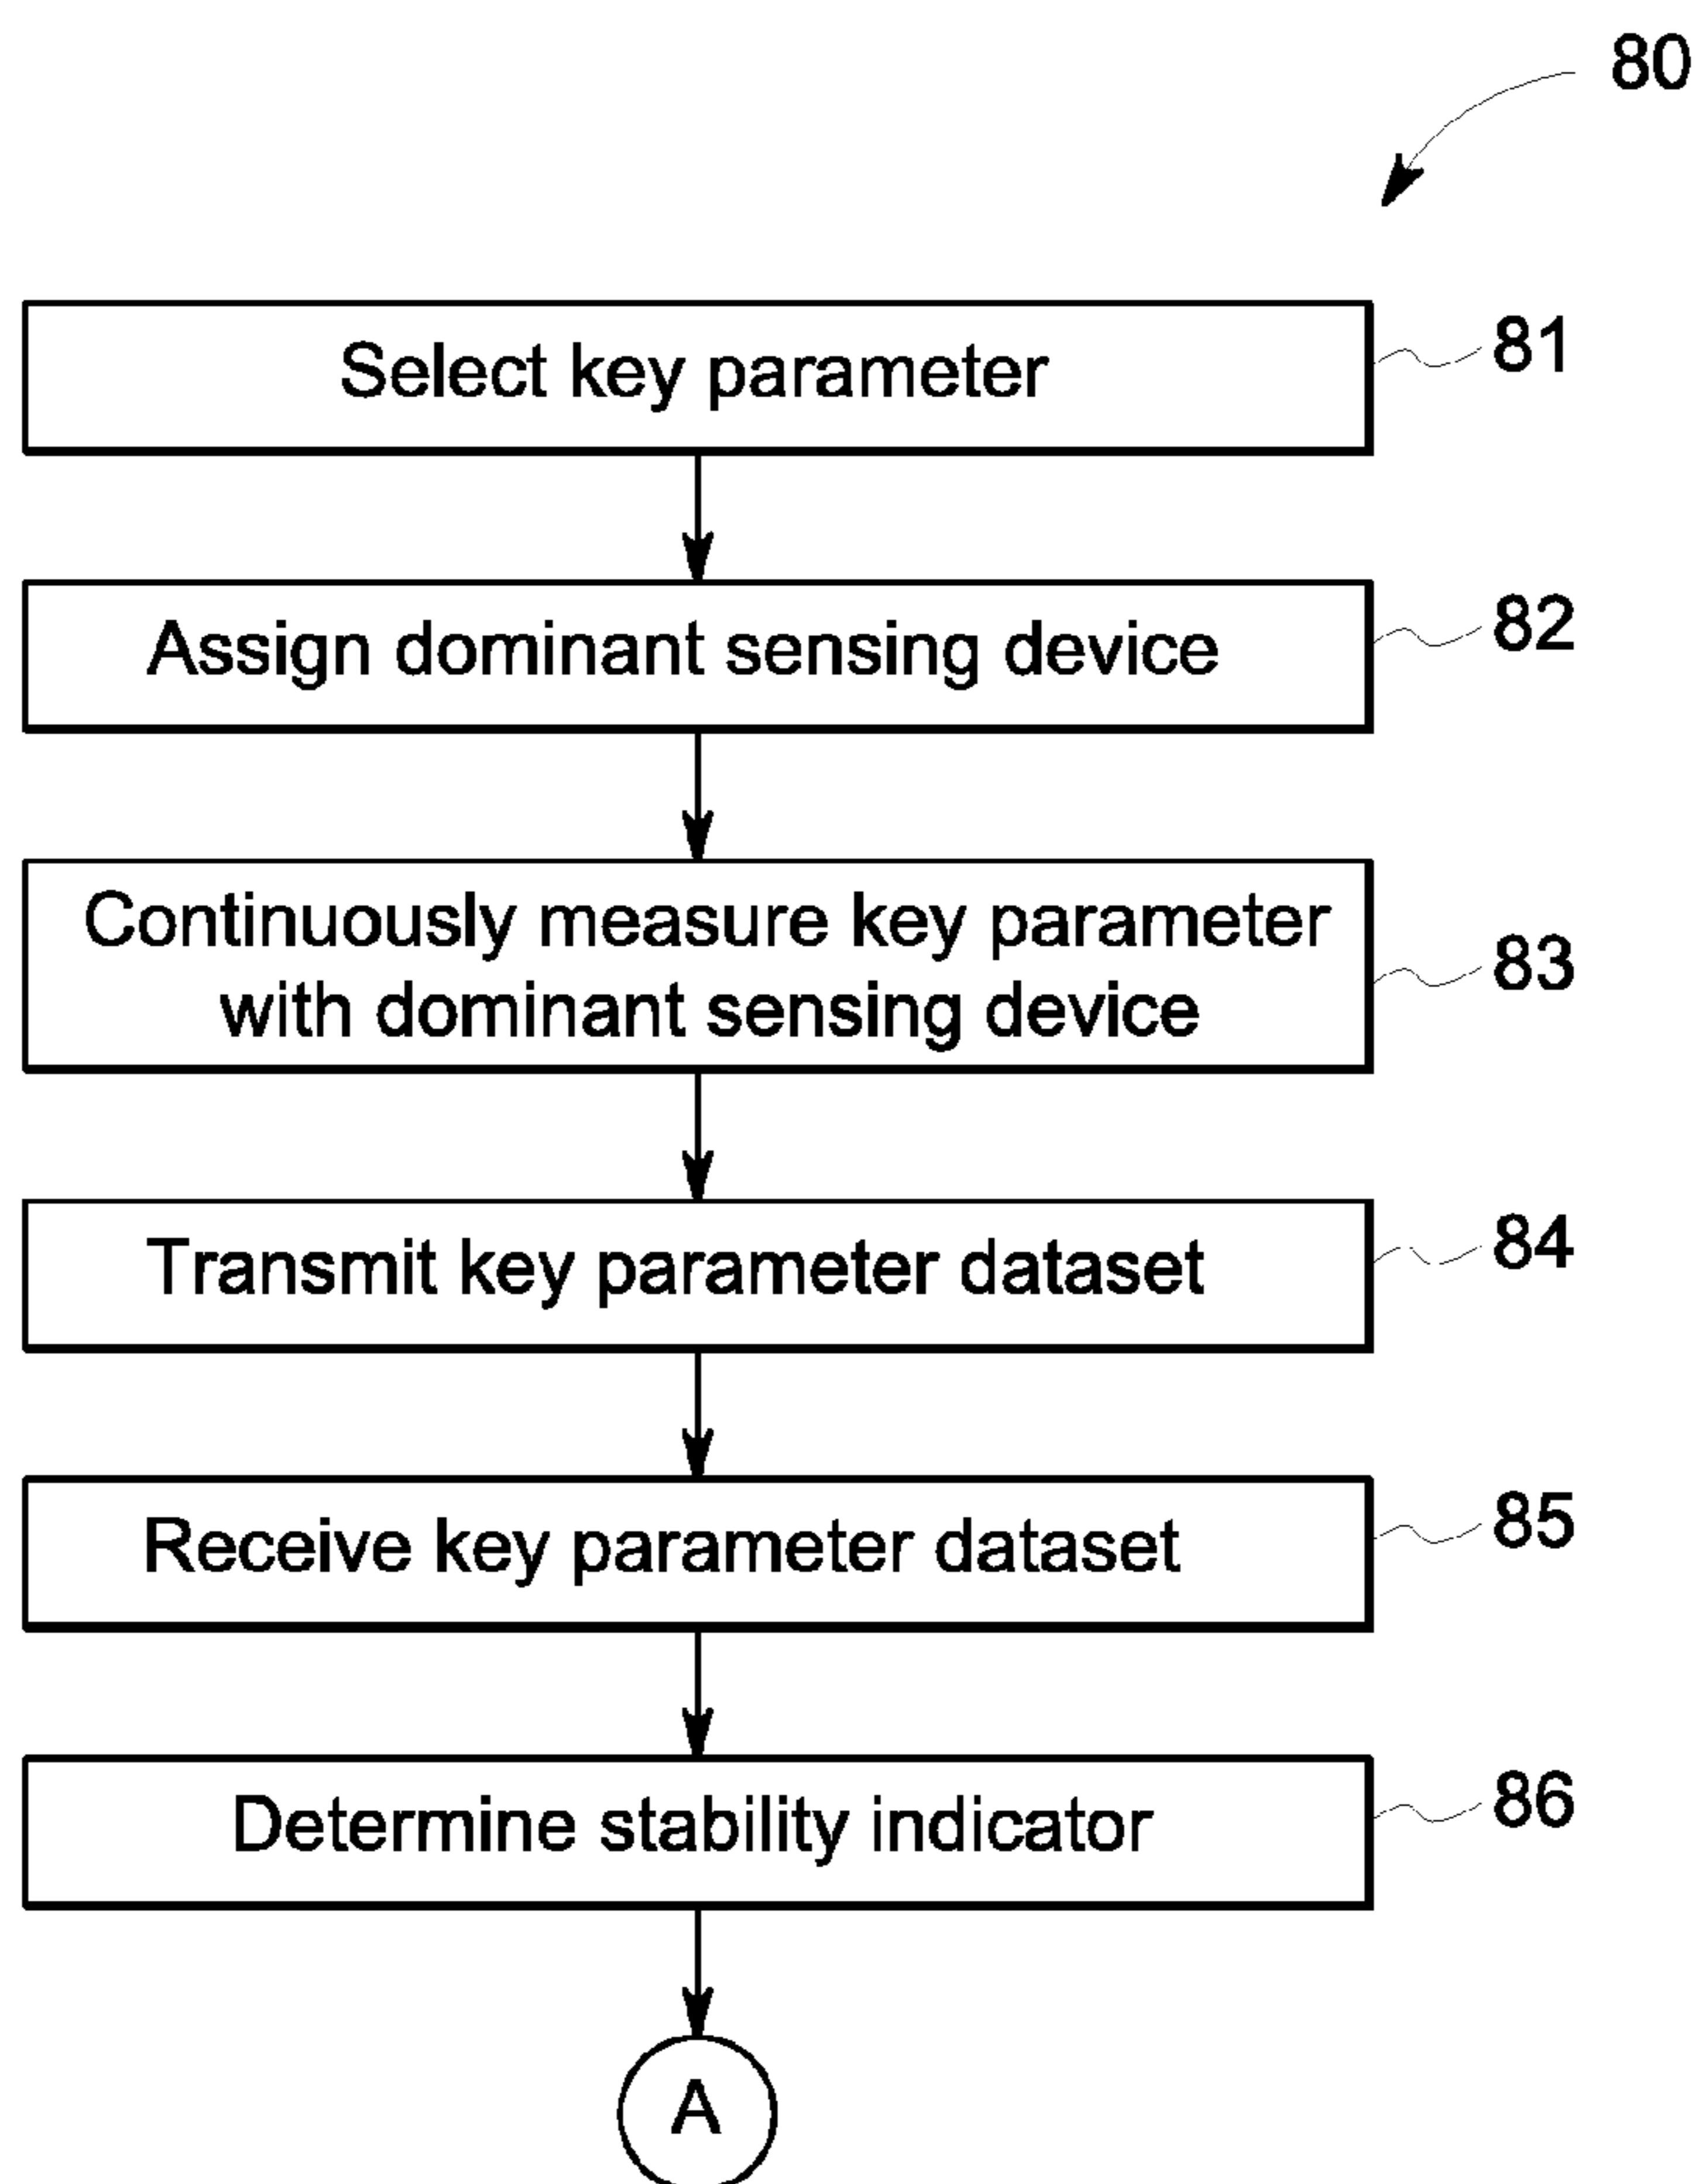 80
Select key parameter
81
Assign dominant sensing device
82
Continuously measure key parameter
with dominant sensing device
83
Transmit key parameter dataset
84
Receive key parameter dataset
85
Determine stability indicator
86
A